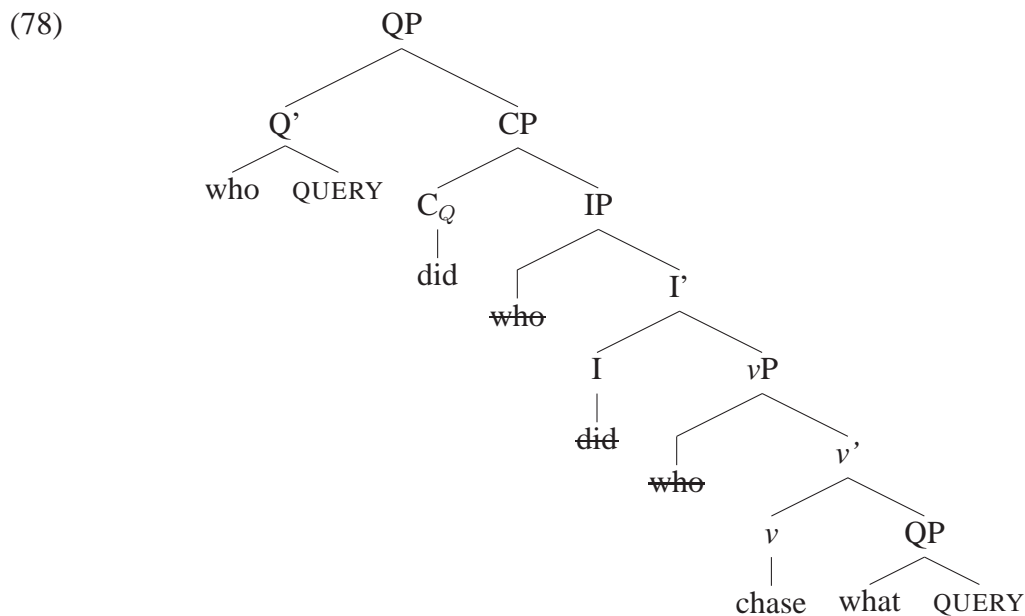 (78) QP
Q’ CP
who QUERY C_Q IP
did I’
who
I vP
did v’
who
v QP
chase what QUERY